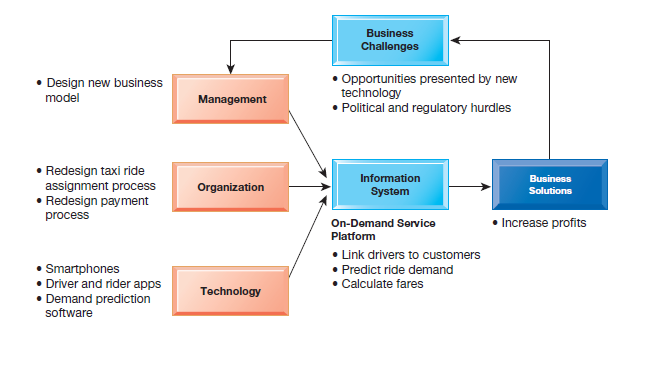 Business
Challenges
• Opportunities presented by new
technology
• Political and regulatory hurdles
• Design new business
model
Management
• Redesign taxi ride
assignment process
• Redesign payment
process
Organization
Information
System
Business
Solutions
On-Demand Service
Platform
• Link drivers to customers
• Predict ride demand
• Calculate fares
• Increase profits
• Smartphones
• Driver and rider apps
• Demand prediction
software
Technology